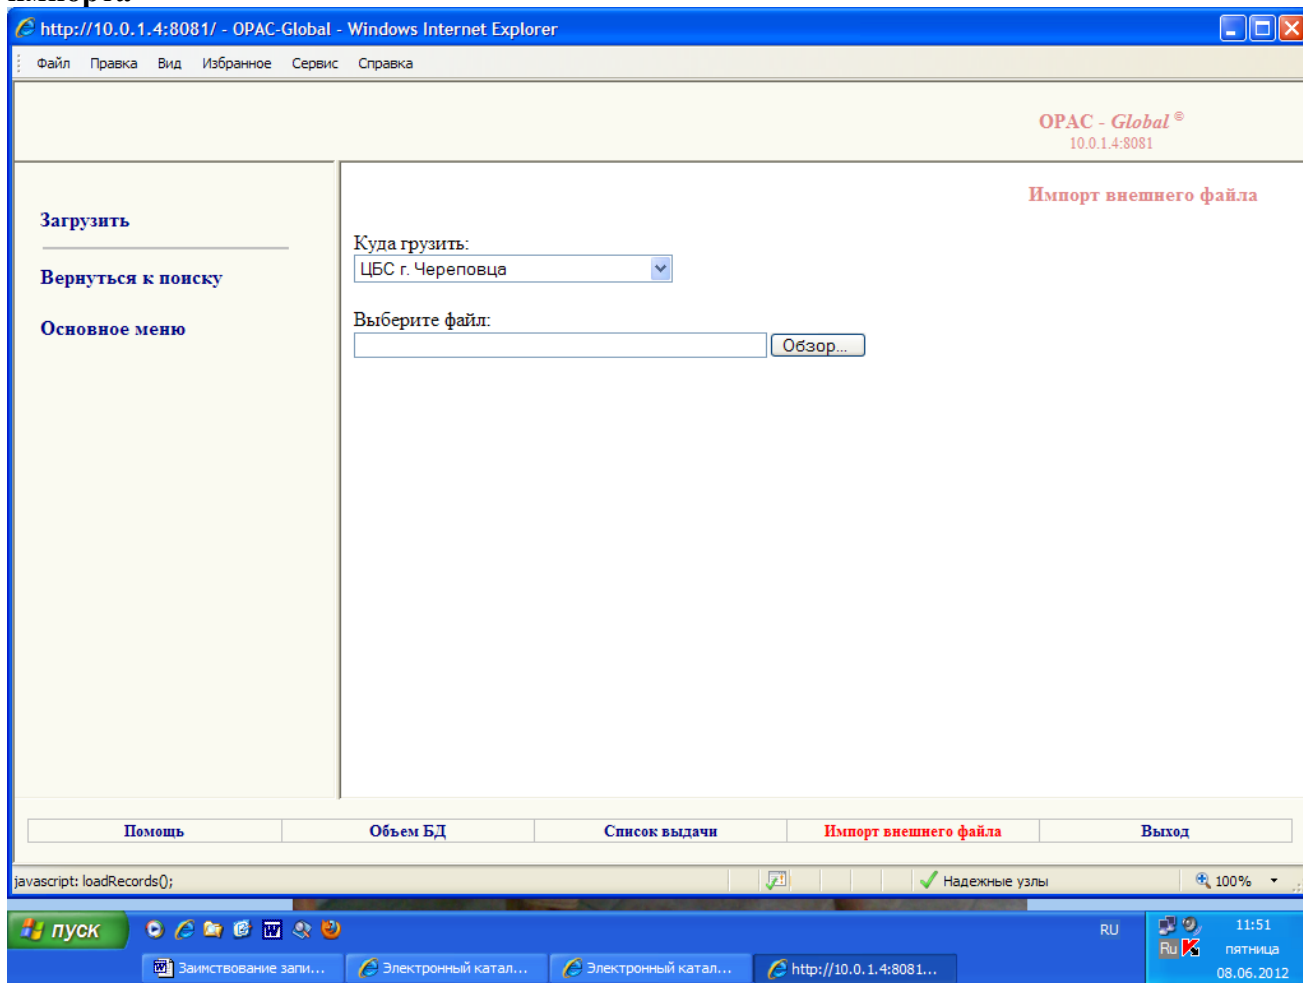 импорта
http://10.0.1.4:8081/ - OPAC-Global - Windows Internet Explorer
Файл Правка Вид Избранное Сервис Справка
OPAC - Global ©
10.0.1.4:8081
Импорт внешнего файла
Загрузить
Вернуться к поиску
Основное меню
Куда грузить:
ЦБС г. Череповца
Выберите файл:
Обзор...
Помощь Объем БД Список выдачи Импорт внешнего файла Выход
javascript: loadRecords(); Надежные узлы 100%
пуск RU 11:51
Ru пятница
Заимствование запи... Электронный катал... Электронный катал... http://10.0.1.4:8081... 08.06.2012